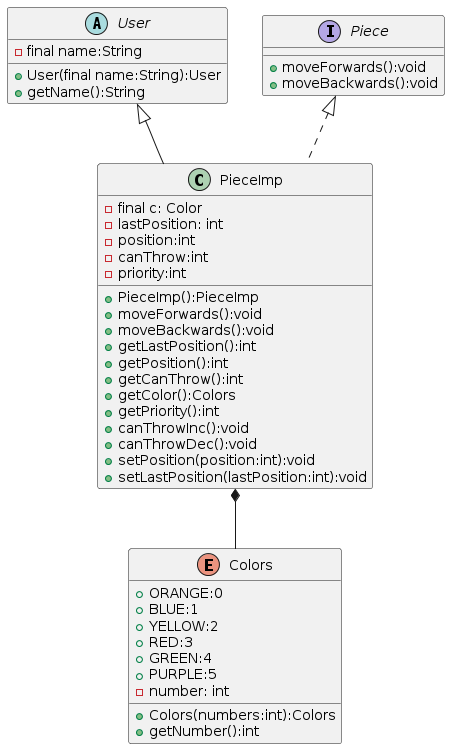 A User
final name:String
User(final name:String):User
getName():String
I Piece
moveForwards():void
moveBackwards():void
C PieceImp
final c: Color
lastPosition: int
position:int
canThrow:int
priority:int
PieceImp():PieceImp
moveForwards():void
moveBackwards():void
getLastPosition():int
getPosition():int
getCanThrow():int
getColor():Colors
getPriority():int
canThrowInc():void
canThrowDec():void
setPosition(position:int):void
setLastPosition(lastPosition:int):void
E Colors
ORANGE:0
BLUE:1
YELLOW:2
RED:3
GREEN:4
PURPLE:5
number: int
Colors(numbers:int):Colors
getNumber():int